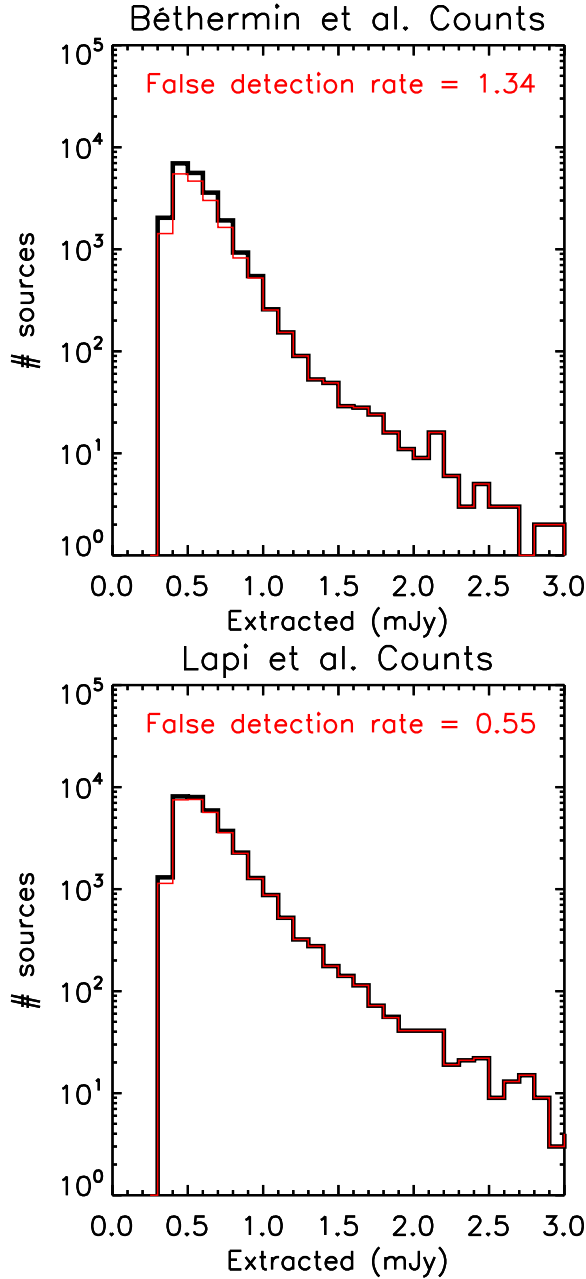 Béthermin et al. Counts
False detection rate = 1.34
10^5
10^4
10^3
10^2
10^1
10^0
# sources
0.0 0.5 1.0 1.5 2.0 2.5 3.0
Extracted (mJy)
Lapi et al. Counts
False detection rate = 0.55
10^5
10^4
10^3
10^2
10^1
10^0
# sources
0.0 0.5 1.0 1.5 2.0 2.5 3.0
Extracted (mJy)